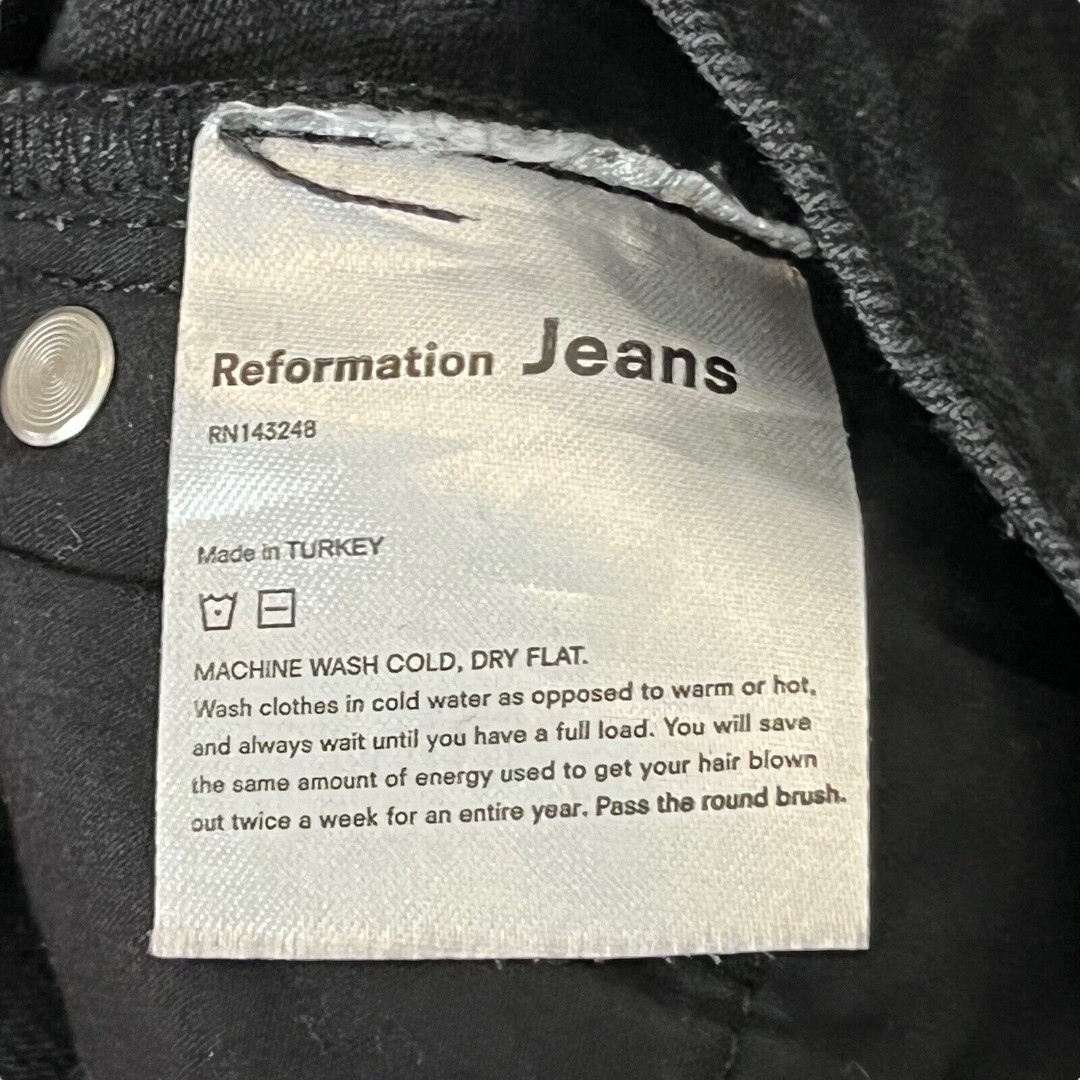 Reformation Jeans
RN143248
Made in TURKEY
MACHINE WASH COLD, DRY FLAT.
Wash clothes in cold water as opposed to warm or hot,
and always wait until you have a full load. You will save
the same amount of energy used to get your hair blown
out twice a week for an entire year. Pass the round brush.